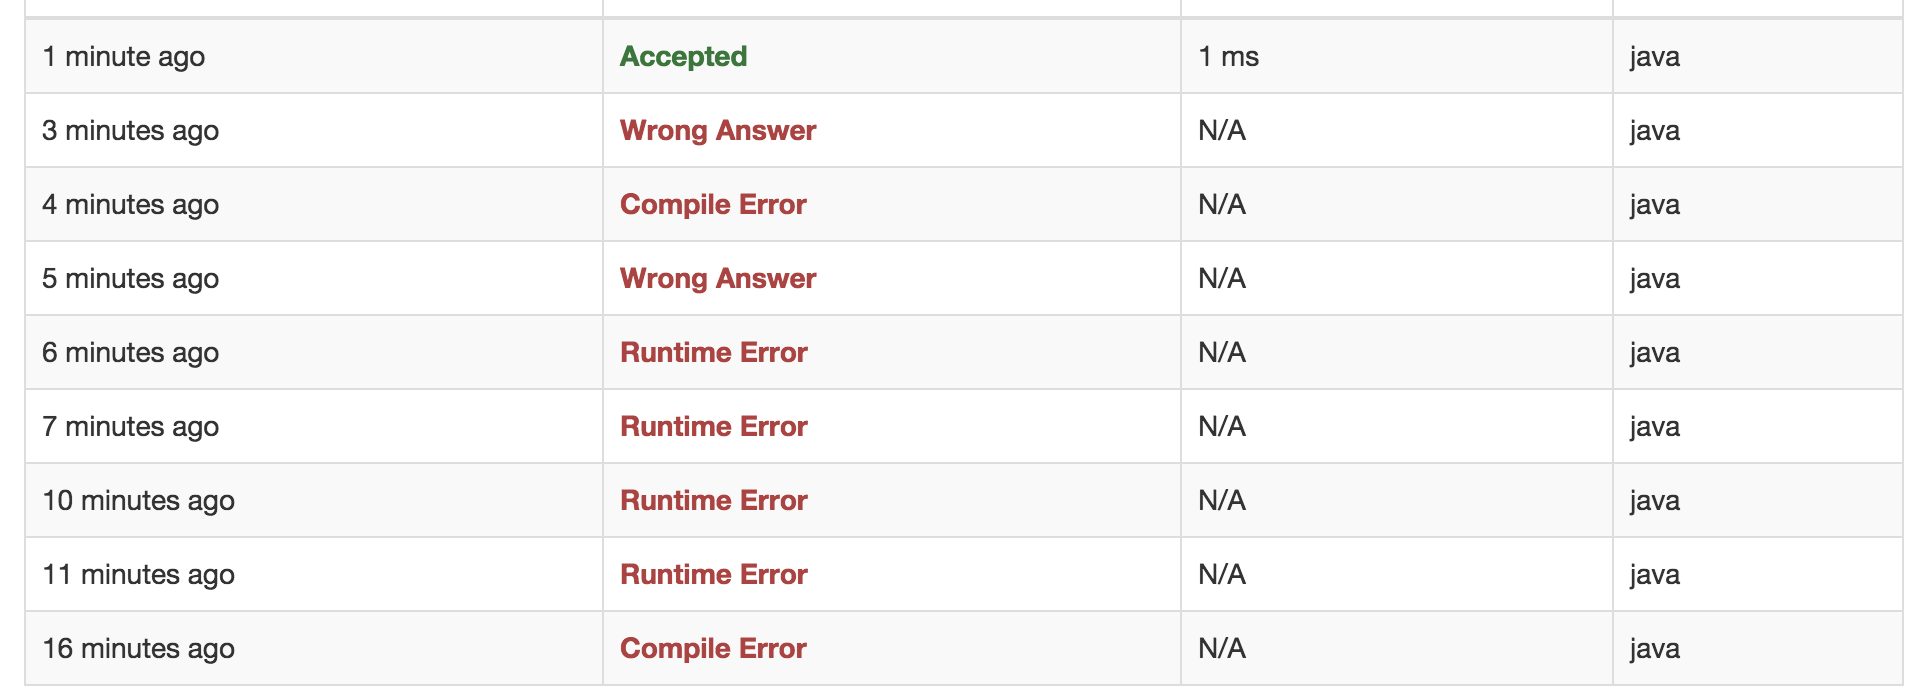 1 minute ago Accepted 1 ms java
3 minutes ago Wrong Answer N/A java
4 minutes ago Compile Error N/A java
5 minutes ago Wrong Answer N/A java
6 minutes ago Runtime Error N/A java
7 minutes ago Runtime Error N/A java
10 minutes ago Runtime Error N/A java
11 minutes ago Runtime Error N/A java
16 minutes ago Compile Error N/A java